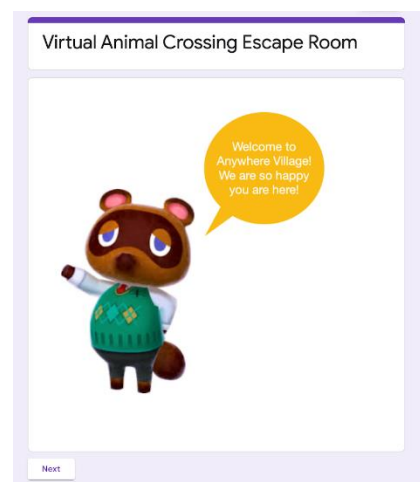 Virtual Animal Crossing Escape Room
Welcome to
Anywhere Village!
We are so happy
you are here!
Next